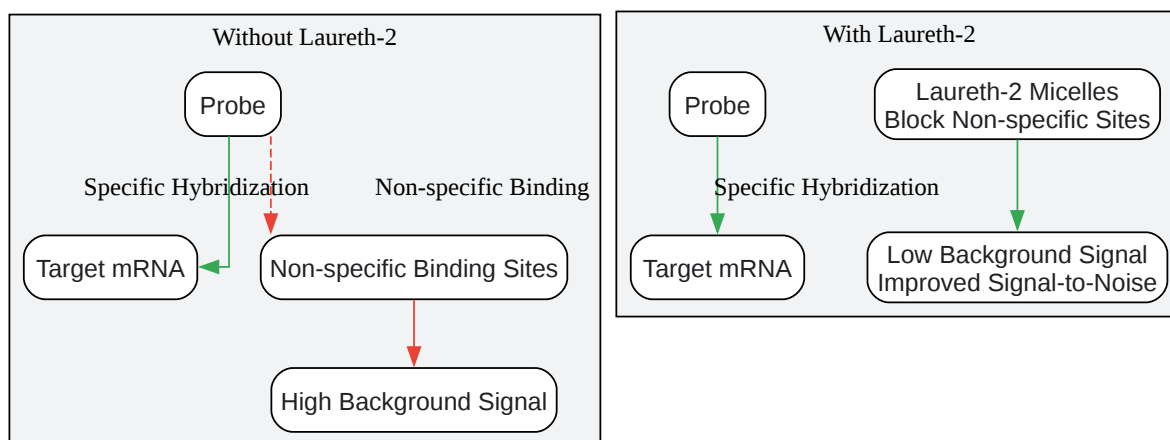 Without Laureth-2
Probe
Specific Hybridization
Non-specific Binding
Target mRNA
Non-specific Binding Sites
High Background Signal
With Laureth-2
Probe
Laureth-2 Micelles
Block Non-specific Sites
Specific Hybridization
Target mRNA
Low Background Signal
Improved Signal-to-Noise